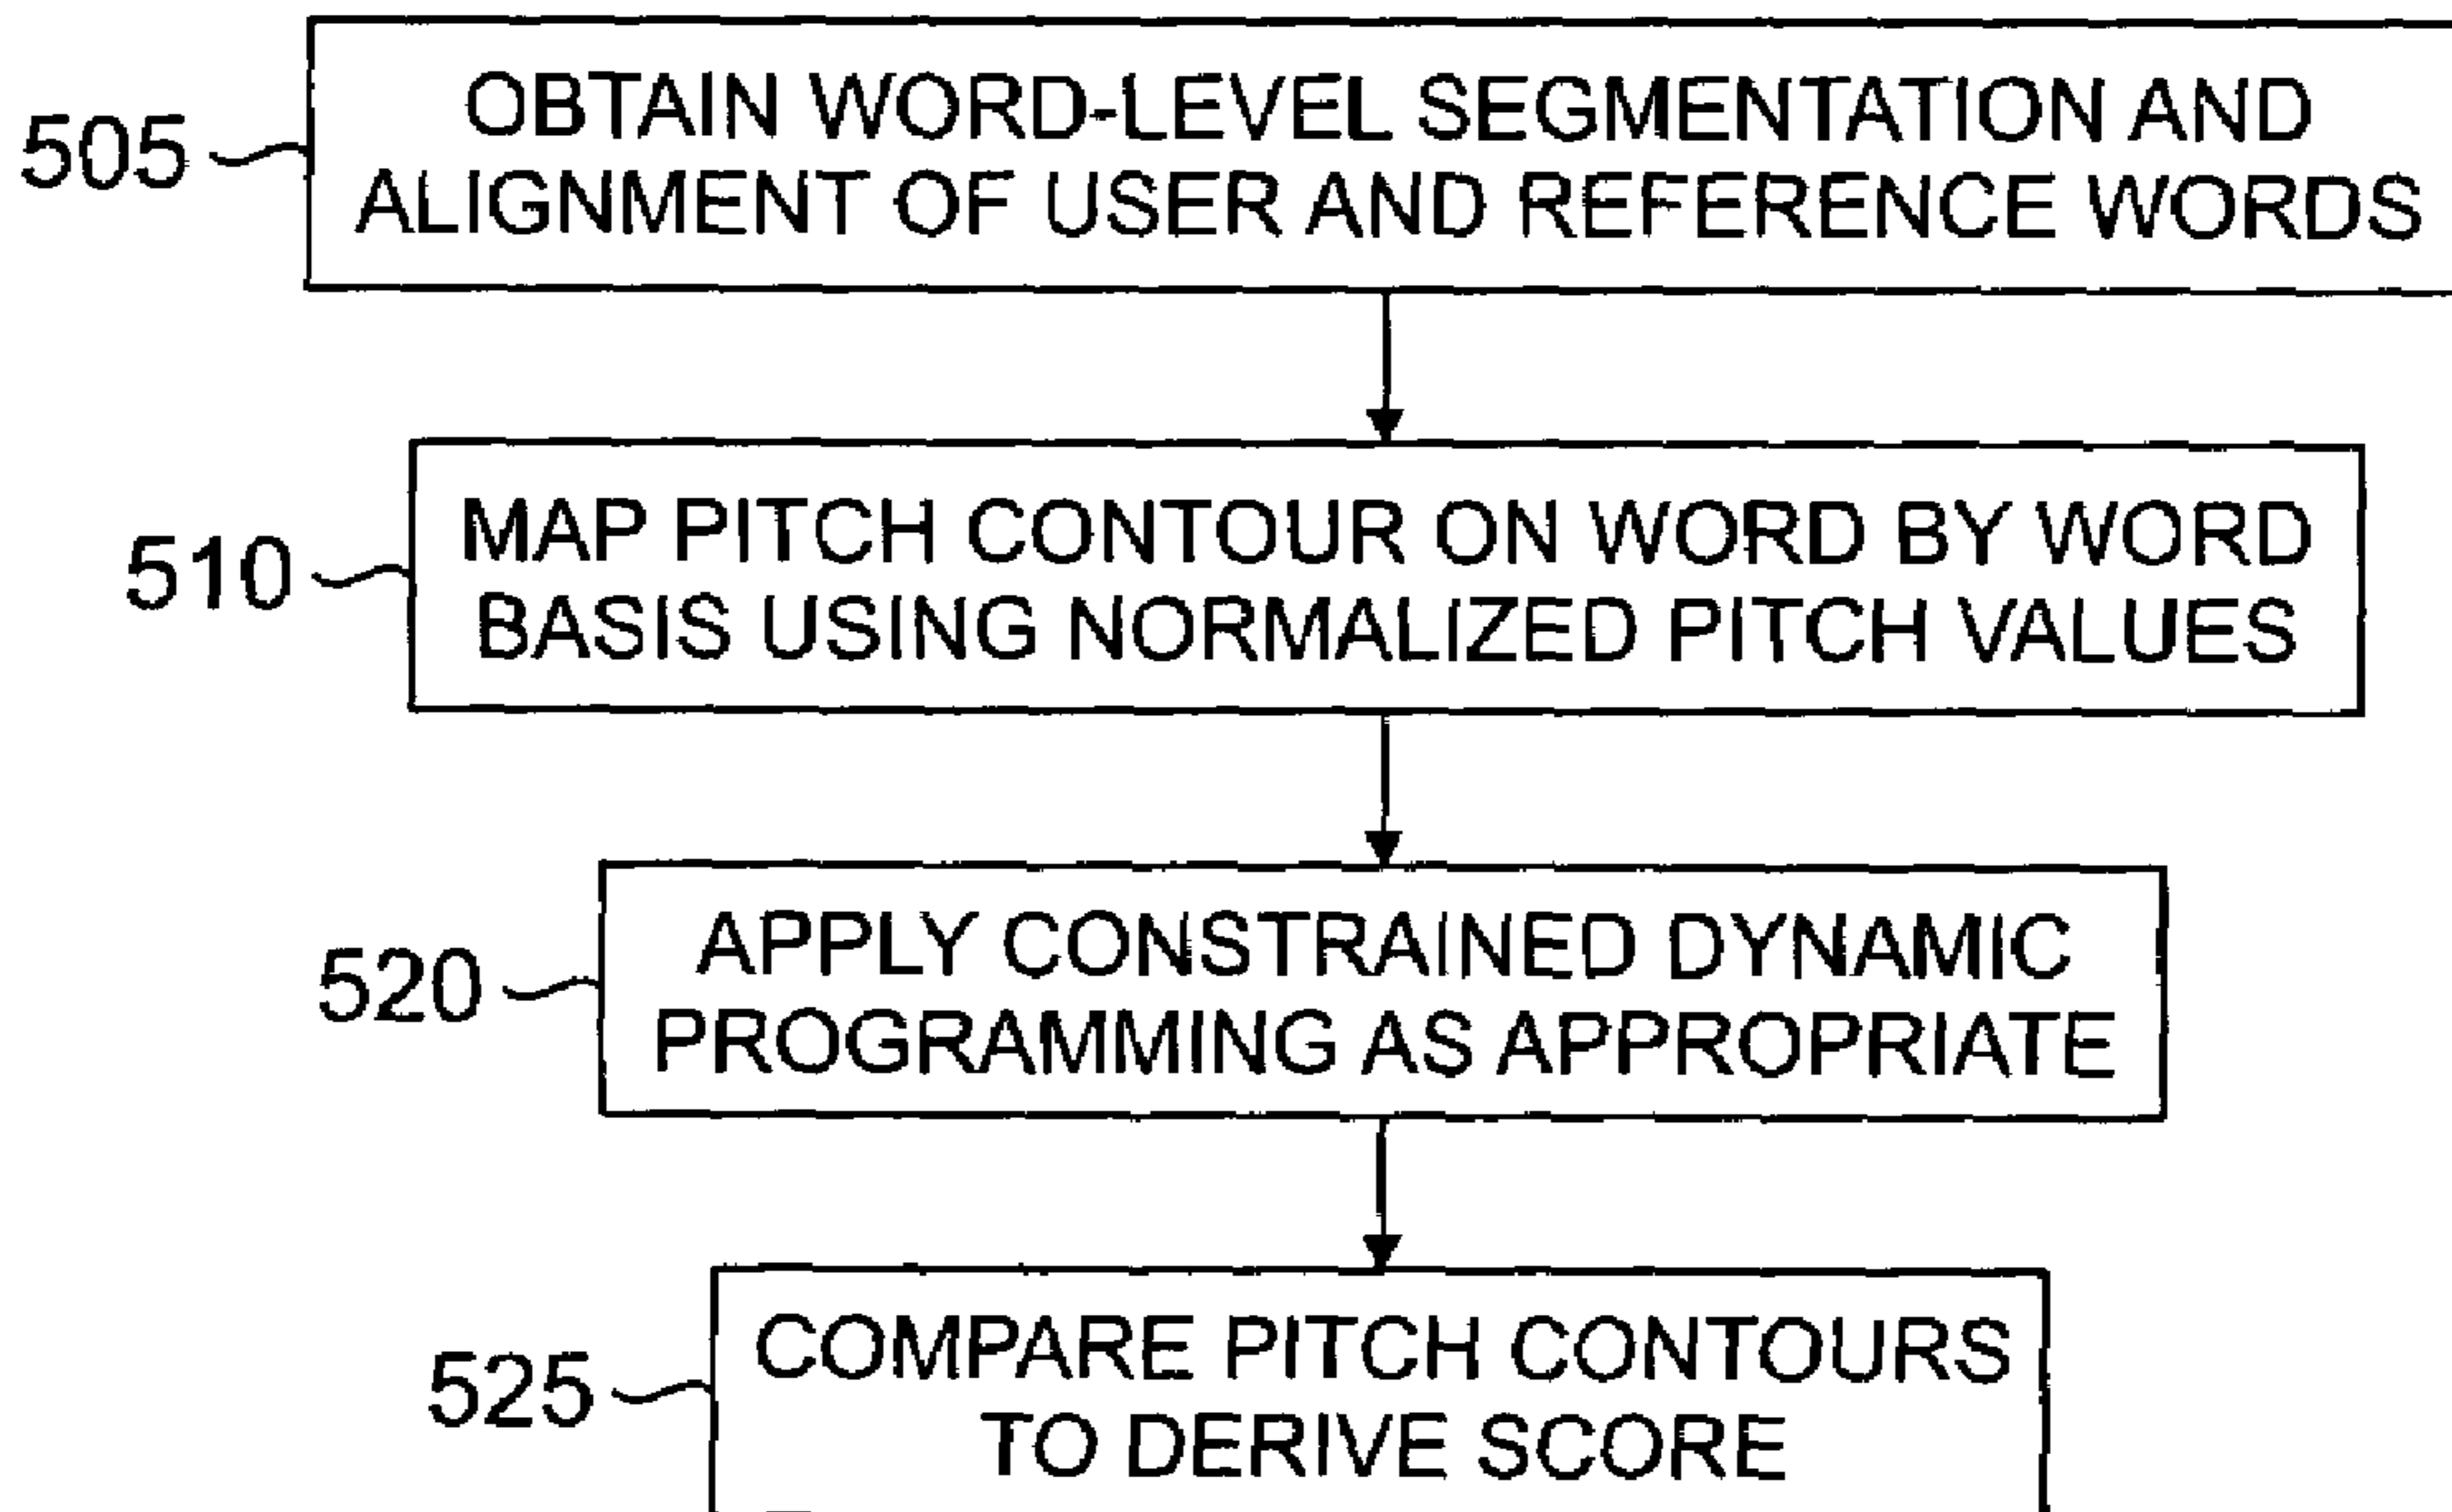 505
OBTAIN WORD-LEVEL SEGMENTATION AND
ALIGNMENT OF USER AND REFERENCE WORDS
510
MAP PITCH CONTOUR ON WORD BY WORD
BASIS USING NORMALIZED PITCH VALUES
520
APPLY CONSTRAINED DYNAMIC
PROGRAMMING AS APPROPRIATE
525
COMPARE PITCH CONTOURS
TO DERIVE SCORE